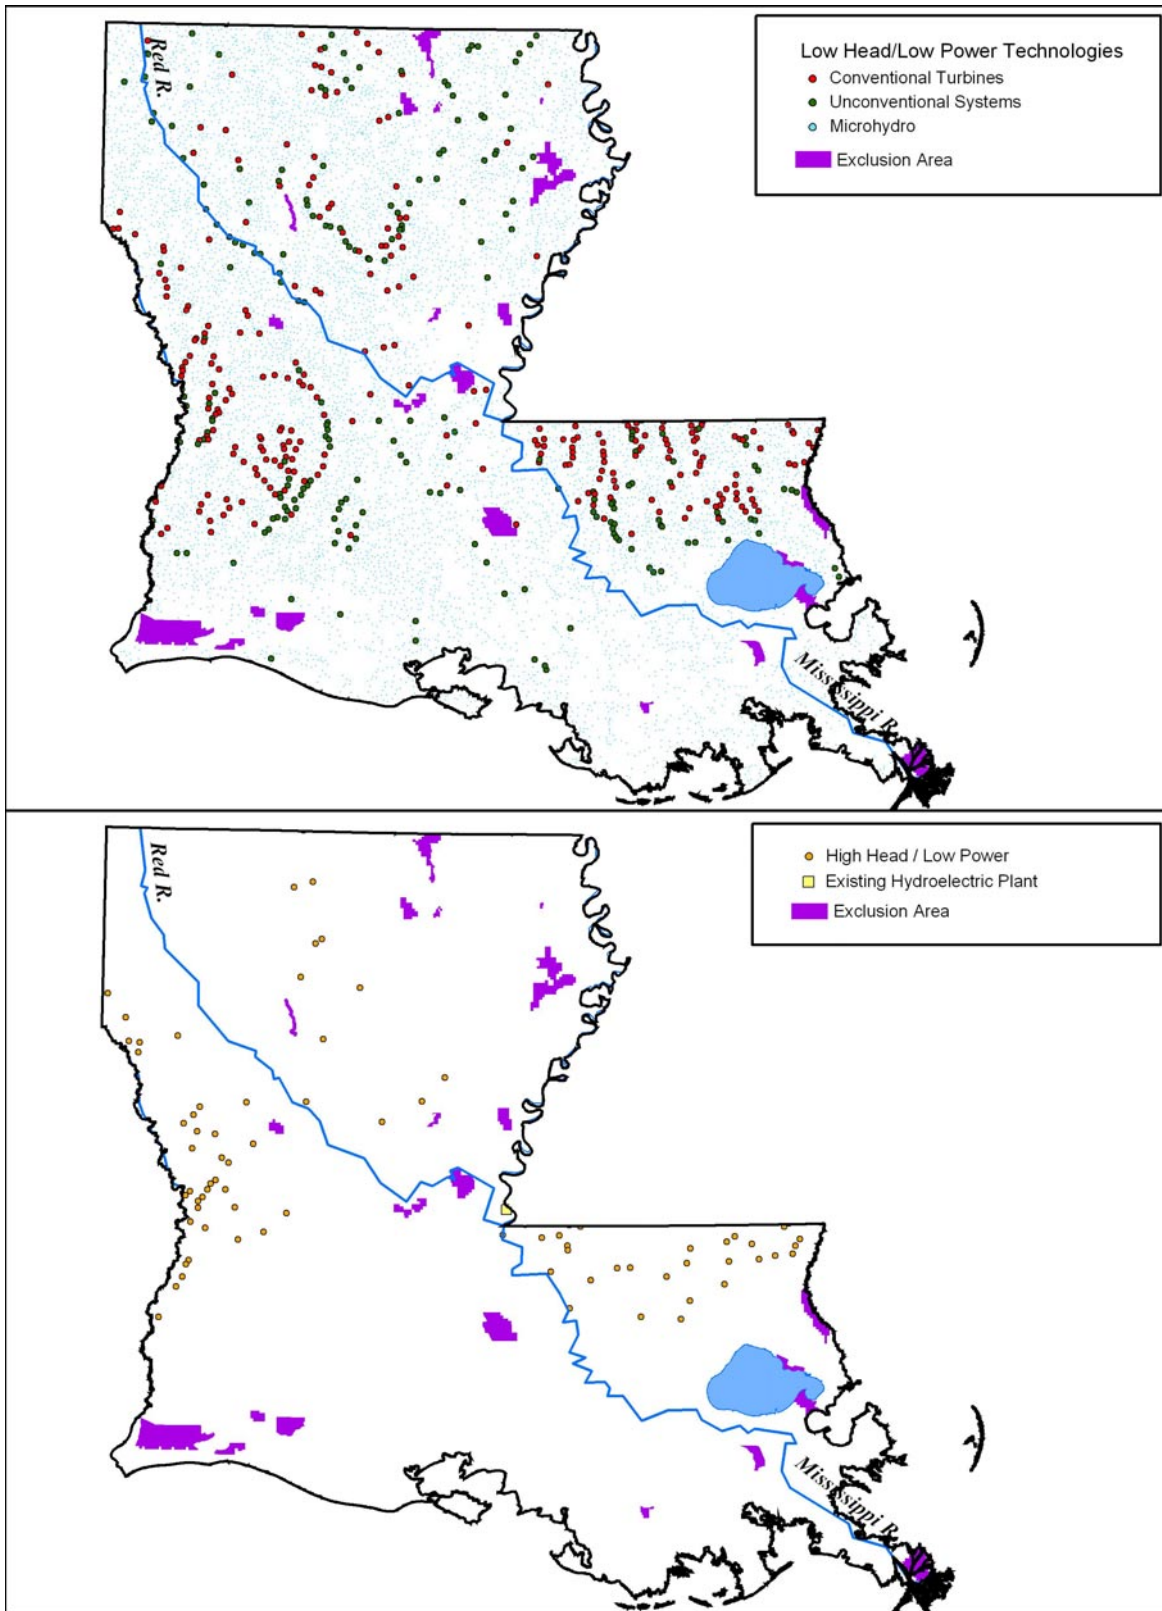 Red R.
Low Head/Low Power Technologies
Conventional Turbines
Unconventional Systems
Microhydro
Exclusion Area
Mississippi R.
Red R.
High Head / Low Power
Existing Hydroelectric Plant
Exclusion Area
Mississippi R.